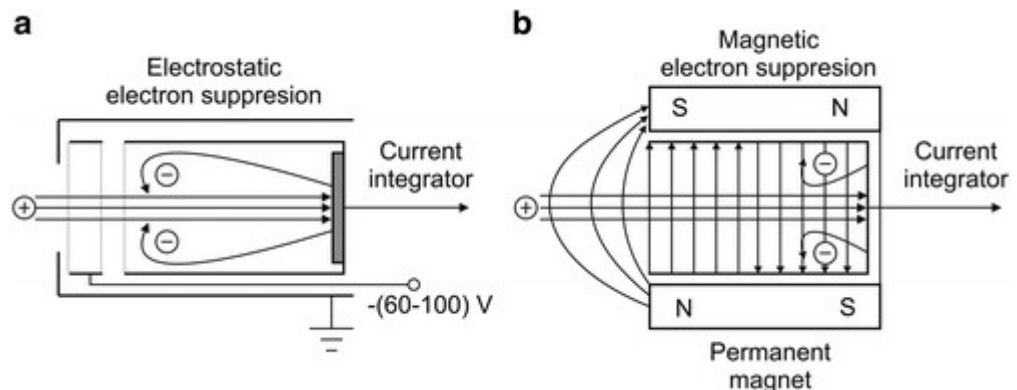 a
Electrostatic
electron suppresion
Current
integrator
-(60-100) V
b
Magnetic
electron suppresion
S N
Current
integrator
N S
Permanent
magnet